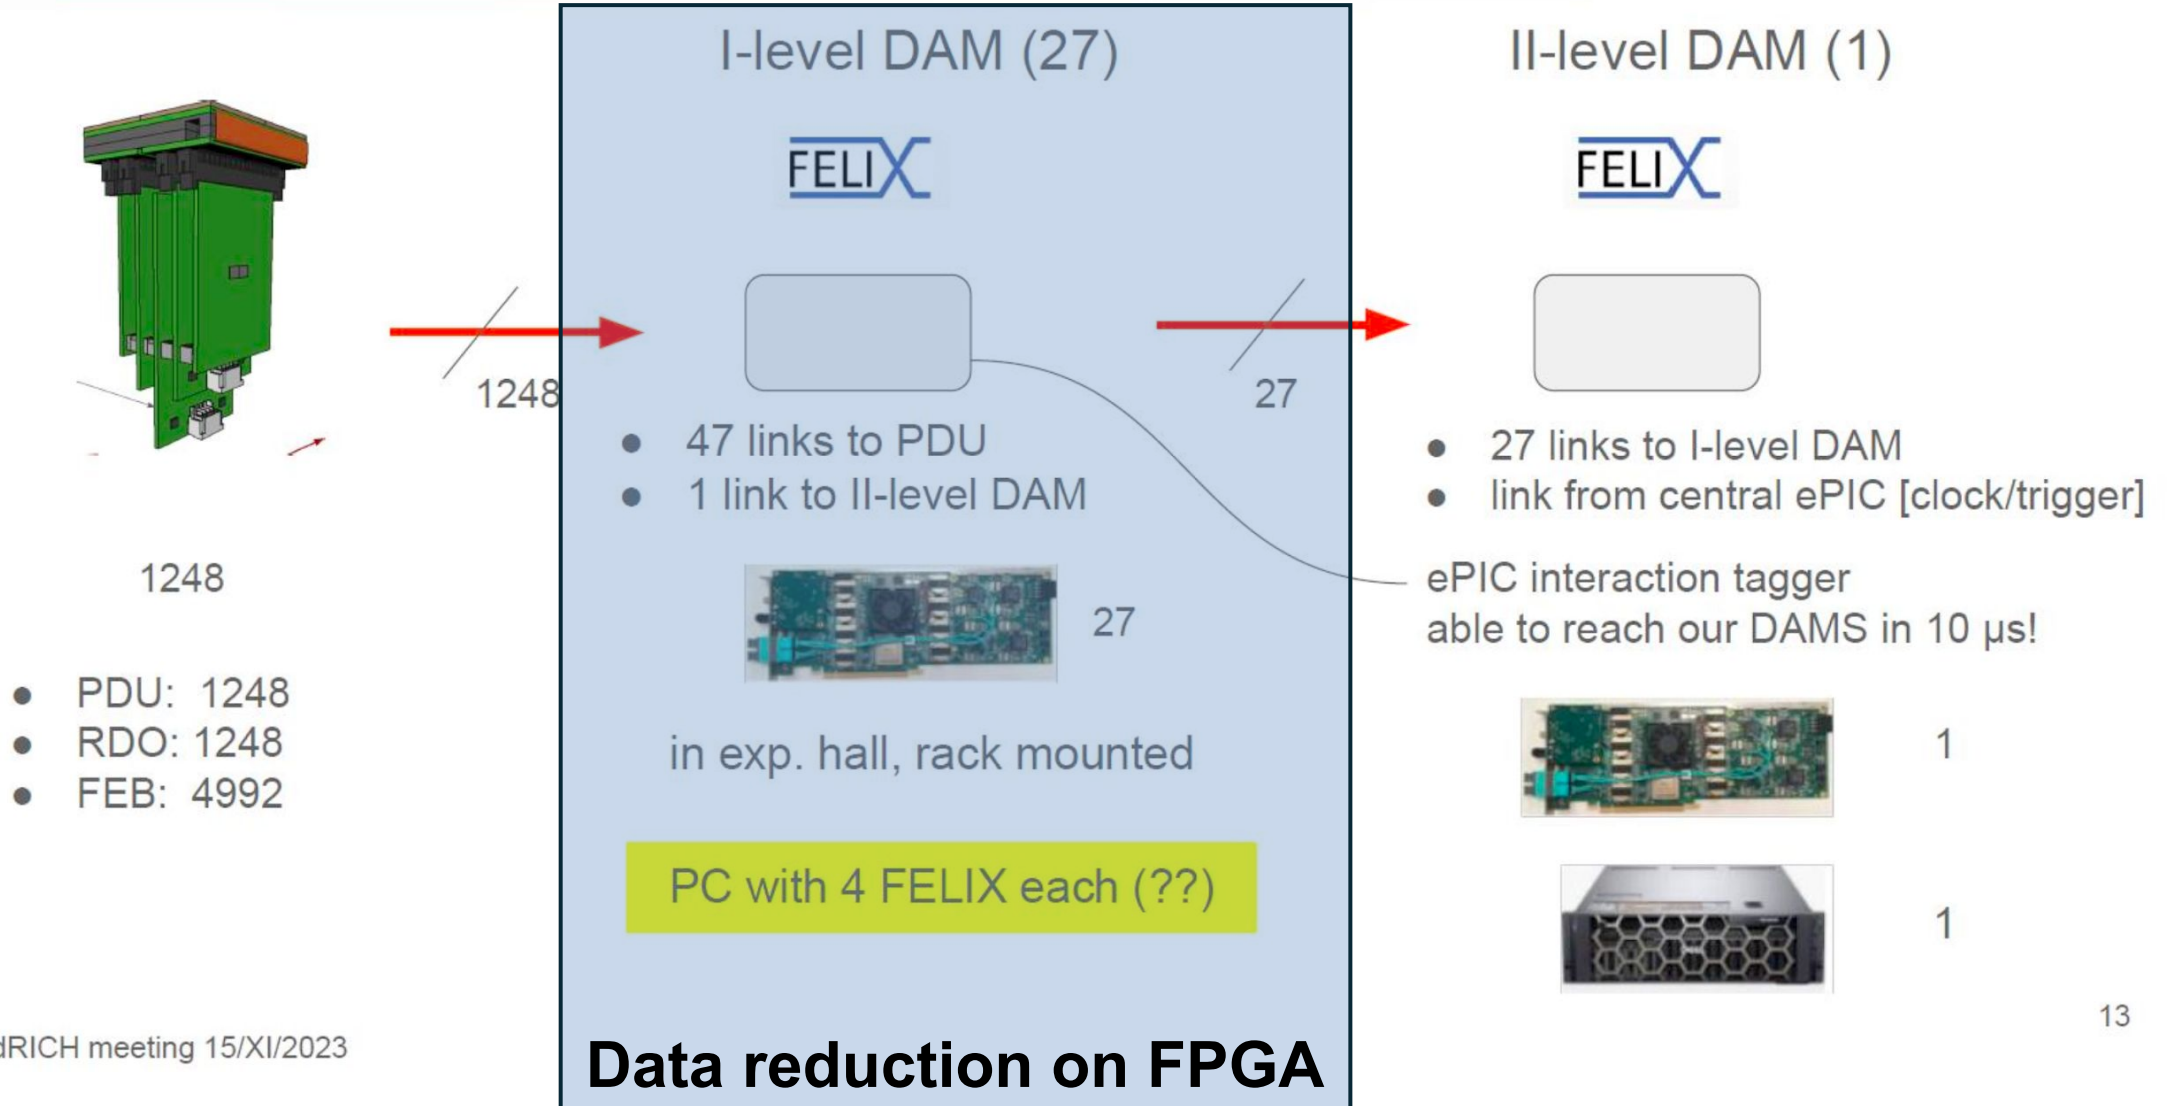 I-level DAM (27)
FELIX
1248
47 links to PDU
1 link to II-level DAM
27
in exp. hall, rack mounted
PC with 4 FELIX each (??)
Data reduction on FPGA
27
II-level DAM (1)
FELIX
27 links to I-level DAM
link from central ePIC [clock/trigger]
ePIC interaction tagger
able to reach our DAMS in 10 µs!
1
1
1248
PDU: 1248
RDO: 1248
FEB: 4992
dRICH meeting 15/XI/2023
13